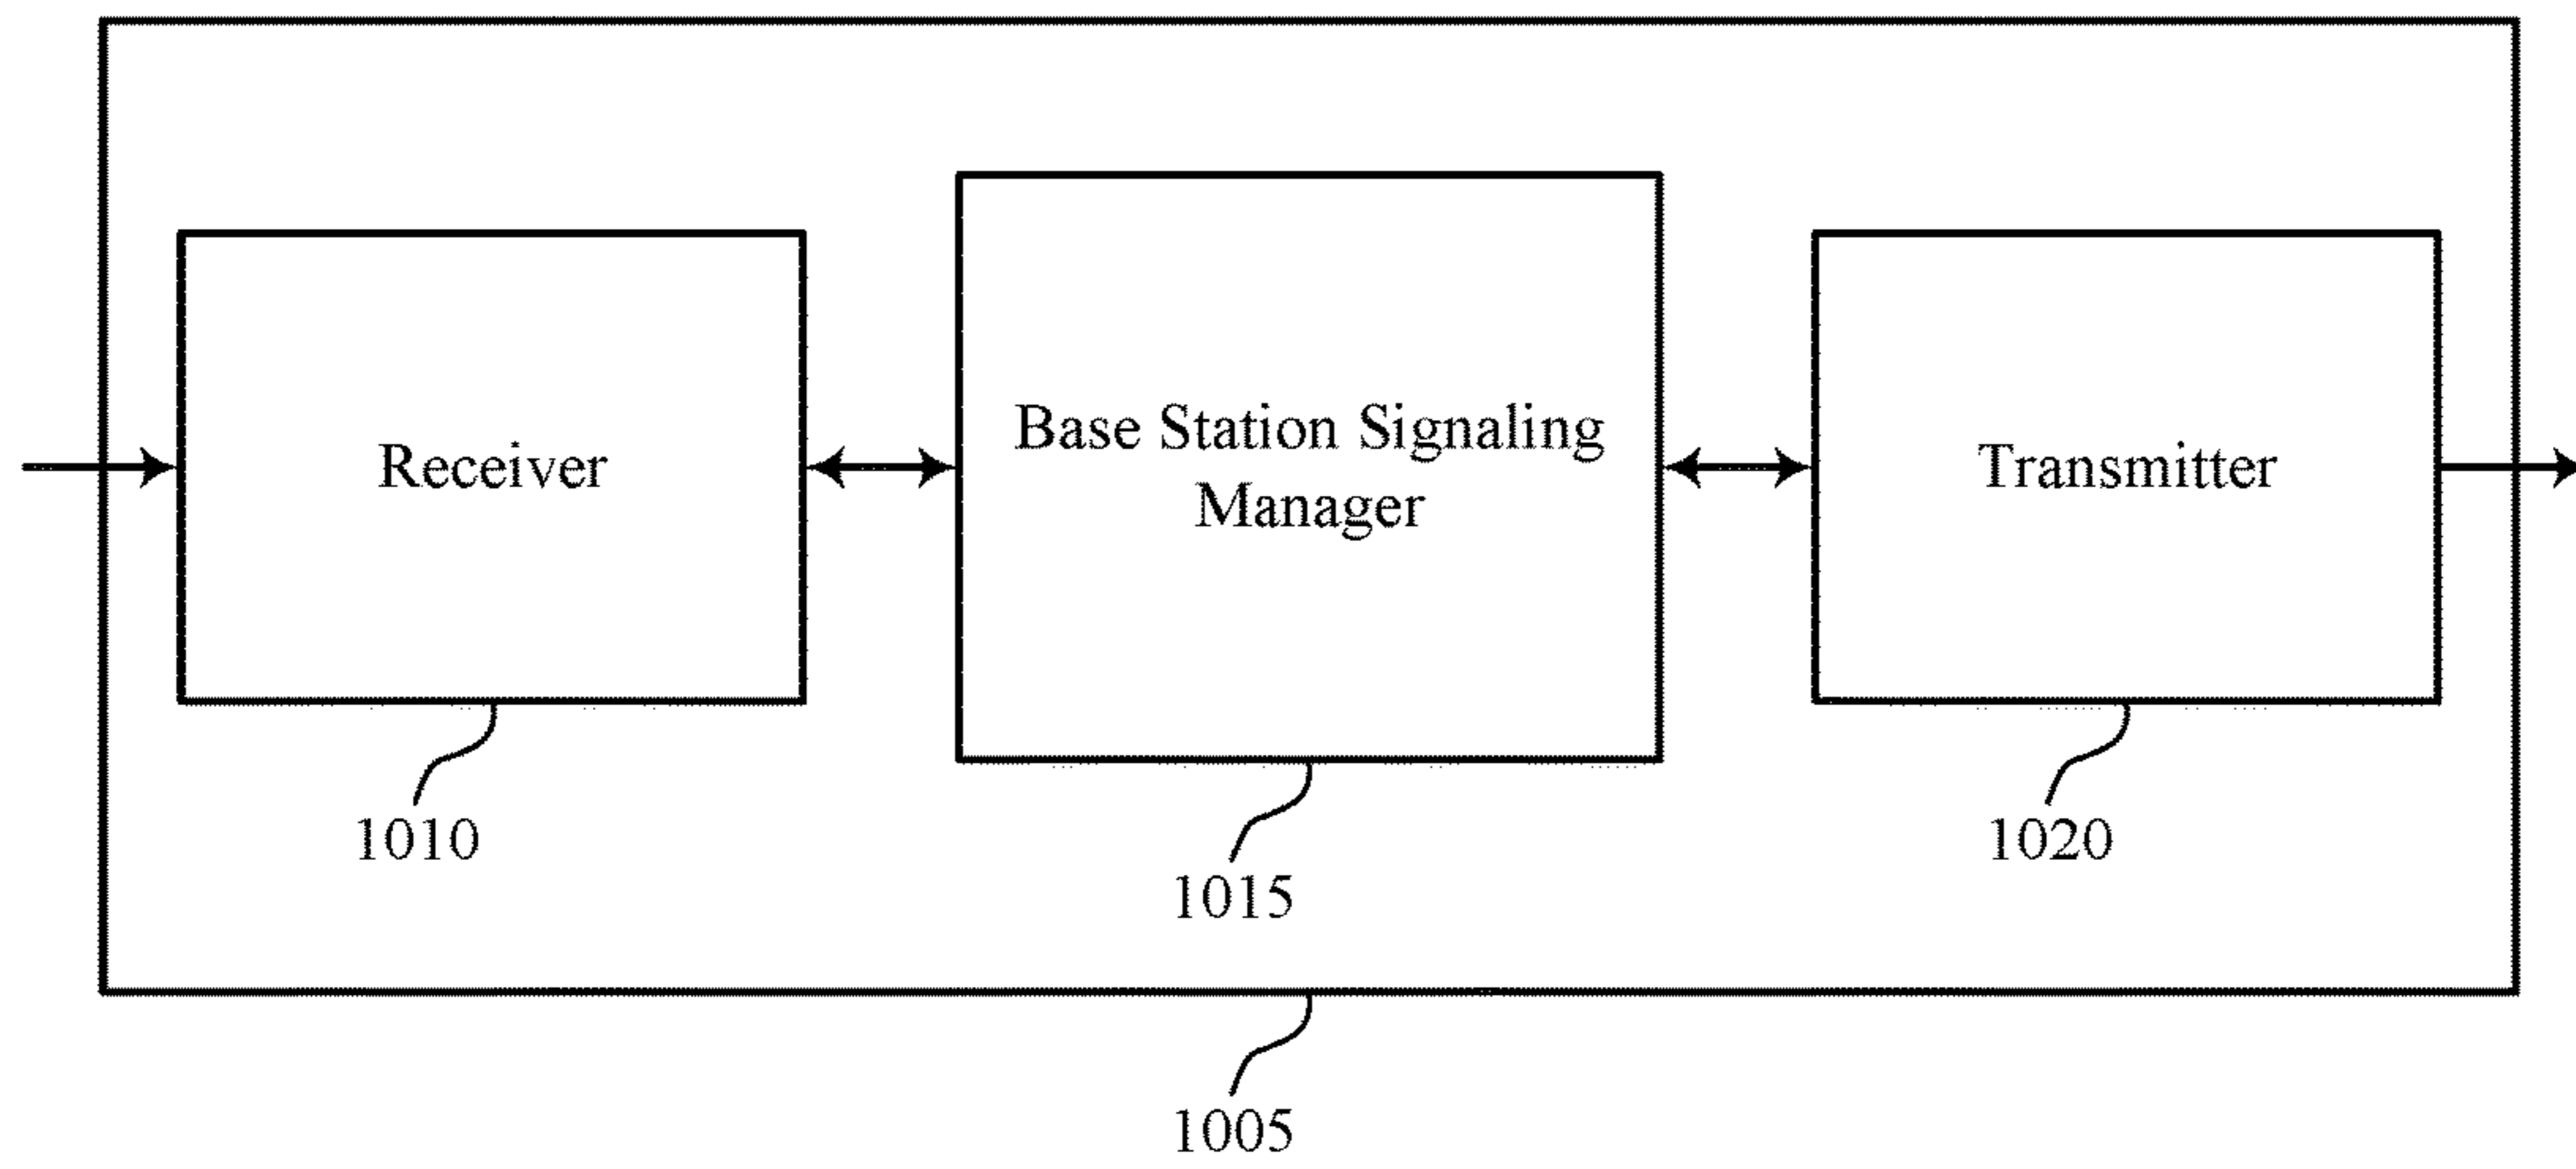 Receiver
Base Station Signaling
Manager
Transmitter
1010
1015
1020
1005